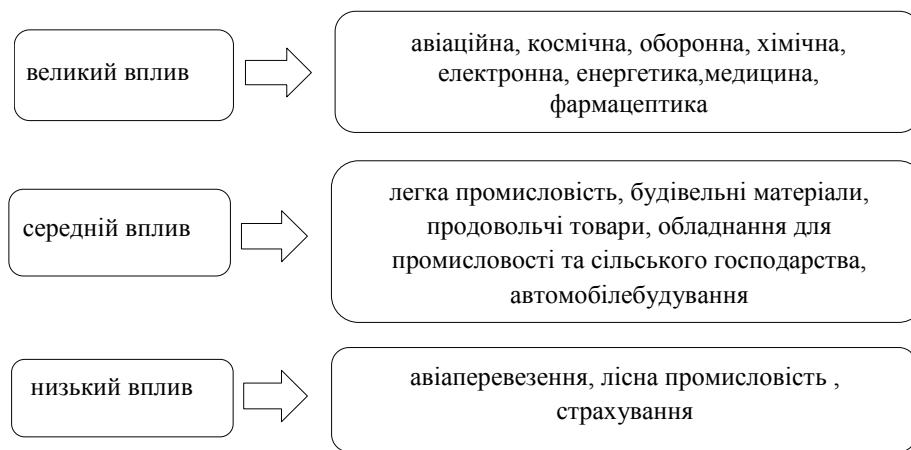 великий вплив
авіаційна, космічна, оборонна, хімічна,
електронна, енергетика,медицина,
фармацептика
середній вплив
легка промисловість, будівельні матеріали,
продовольчі товари, обладнання для
промисловості та сільського господарства,
автомобілебудування
низький вплив
авіаперевезення, лісна промисловість ,
страхування